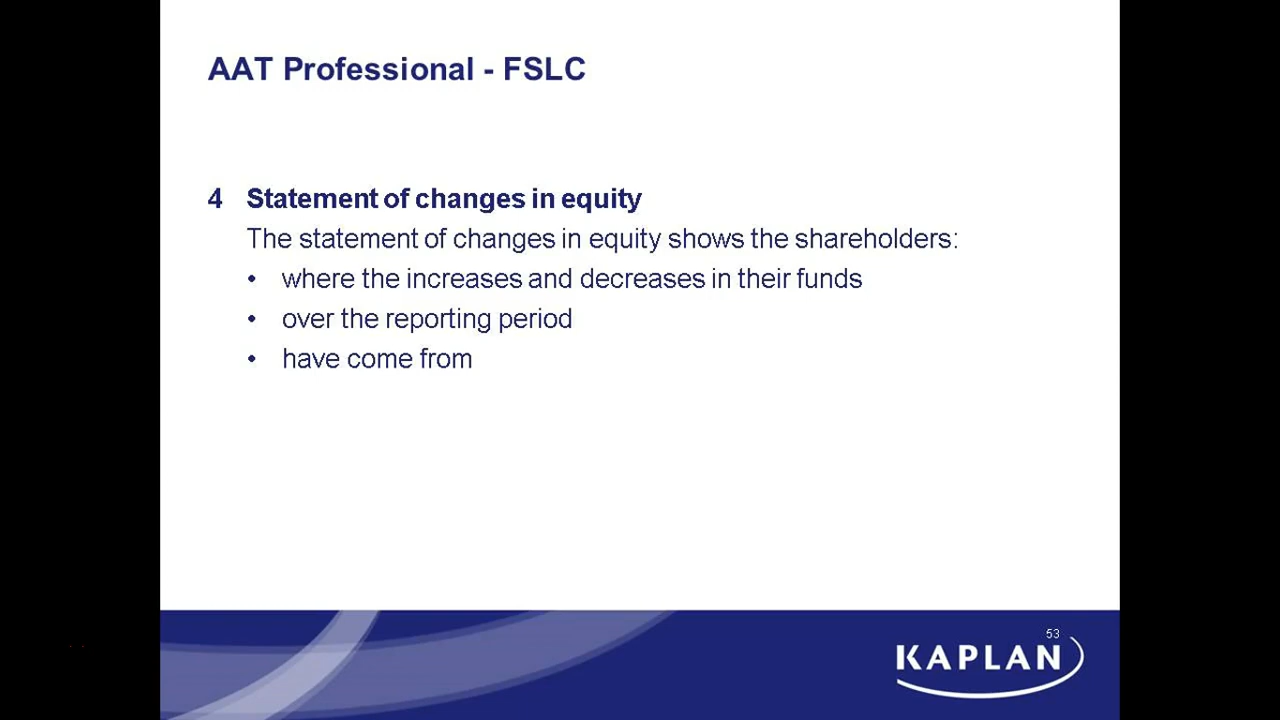 AAT Professional - FSLC
4 Statement of changes in equity
The statement of changes in equity shows the shareholders:
• where the increases and decreases in their funds
• over the reporting period
• have come from
53
KAPLAN